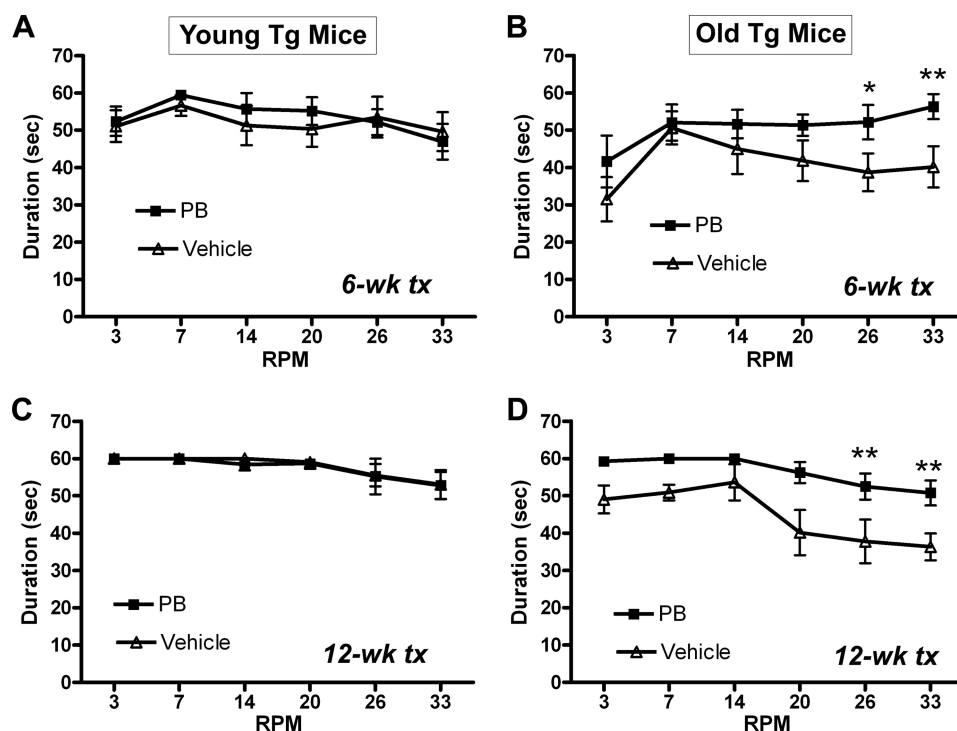 A
Young Tg Mice
70
60
50
40
30
20
10
0
Duration (sec)
PB
Vehicle
6-wk tx
3 7 14 20 26 33
RPM
B
Old Tg Mice
70
60
50
40
30
20
10
0
Duration (sec)
* **
PB
Vehicle
6-wk tx
3 7 14 20 26 33
RPM
C
70
60
50
40
30
20
10
0
Duration (sec)
PB
Vehicle
12-wk tx
3 7 14 20 26 33
RPM
D
70
60
50
40
30
20
10
0
Duration (sec)
** **
PB
Vehicle
12-wk tx
3 7 14 20 26 33
RPM